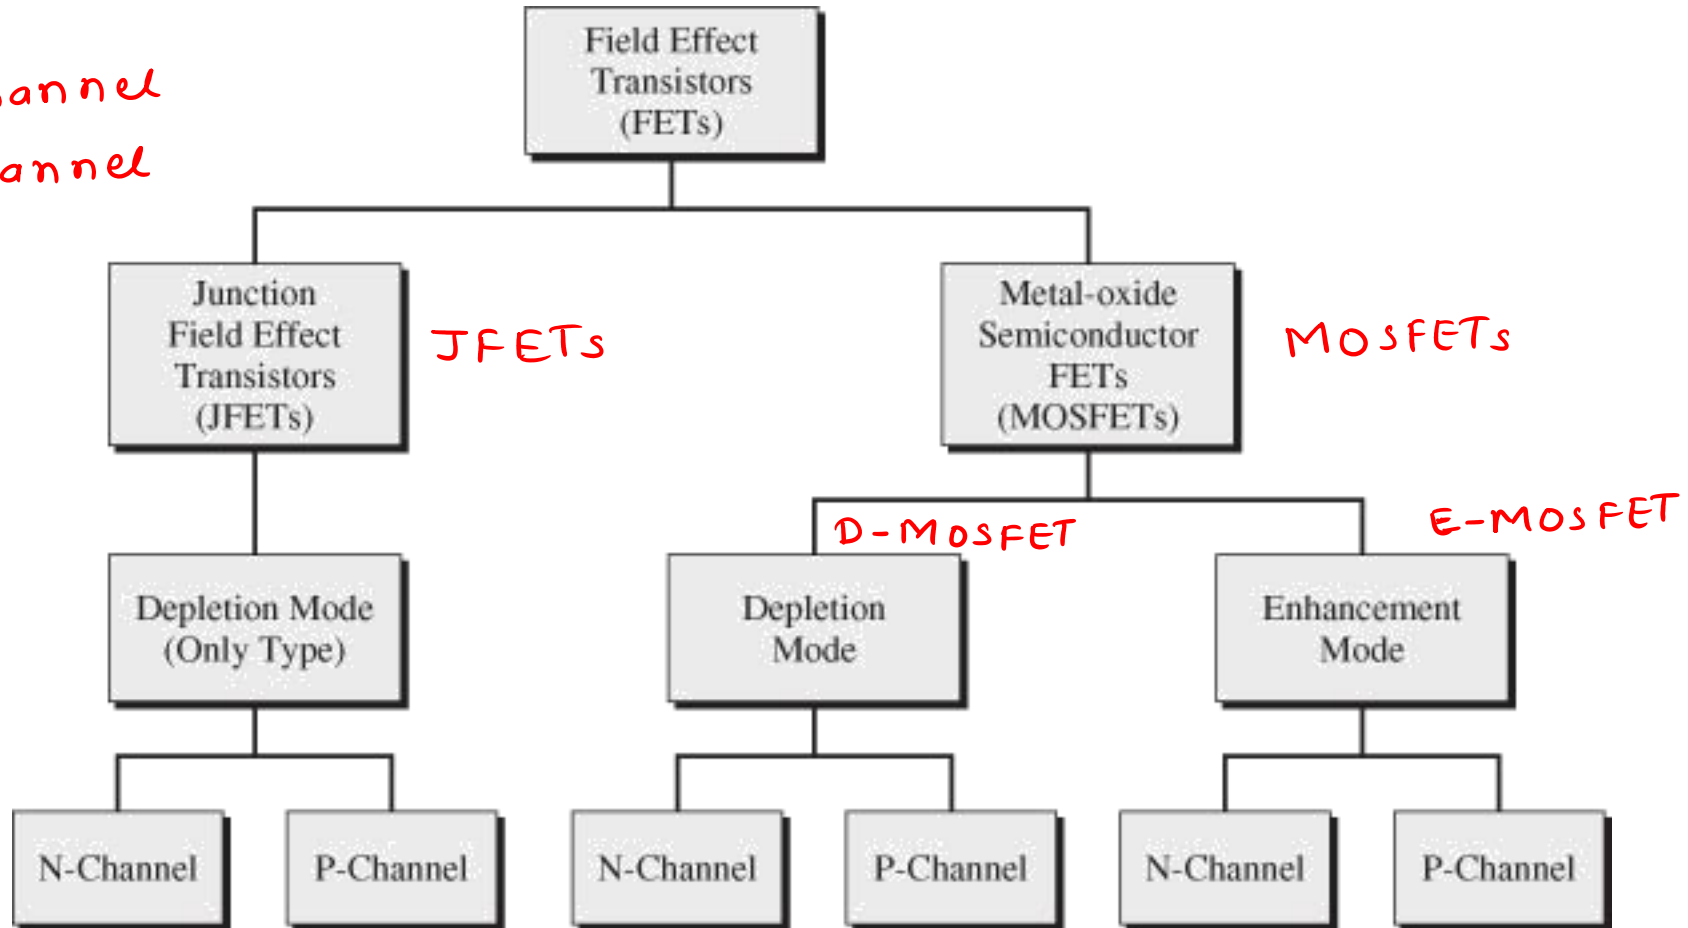 Field Effect
Transistors
(FETs)
annel
annel
Junction
Field Effect
Transistors
(JFETs)
JFETs
Metal-oxide
Semiconductor
FETs
(MOSFETs)
MOSFETs
D-MOSFET
E-MOSFET
Depletion Mode
(Only Type)
Depletion
Mode
Enhancement
Mode
N-Channel
P-Channel
N-Channel
P-Channel
N-Channel
P-Channel